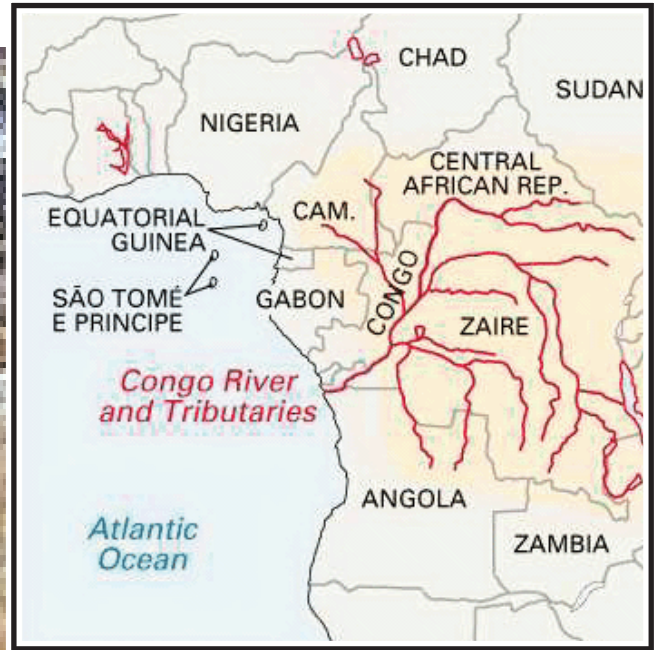 CHAD
SUDAN
NIGERIA
CENTRAL
AFRICAN REP.
EQUATORIAL
GUINEA
CAM.
SÃO TOMÉ
E PRINCIPE
GABON
CONGO
ZAIRE
Congo River
and Tributaries
ANGOLA
Atlantic
Ocean
ZAMBIA